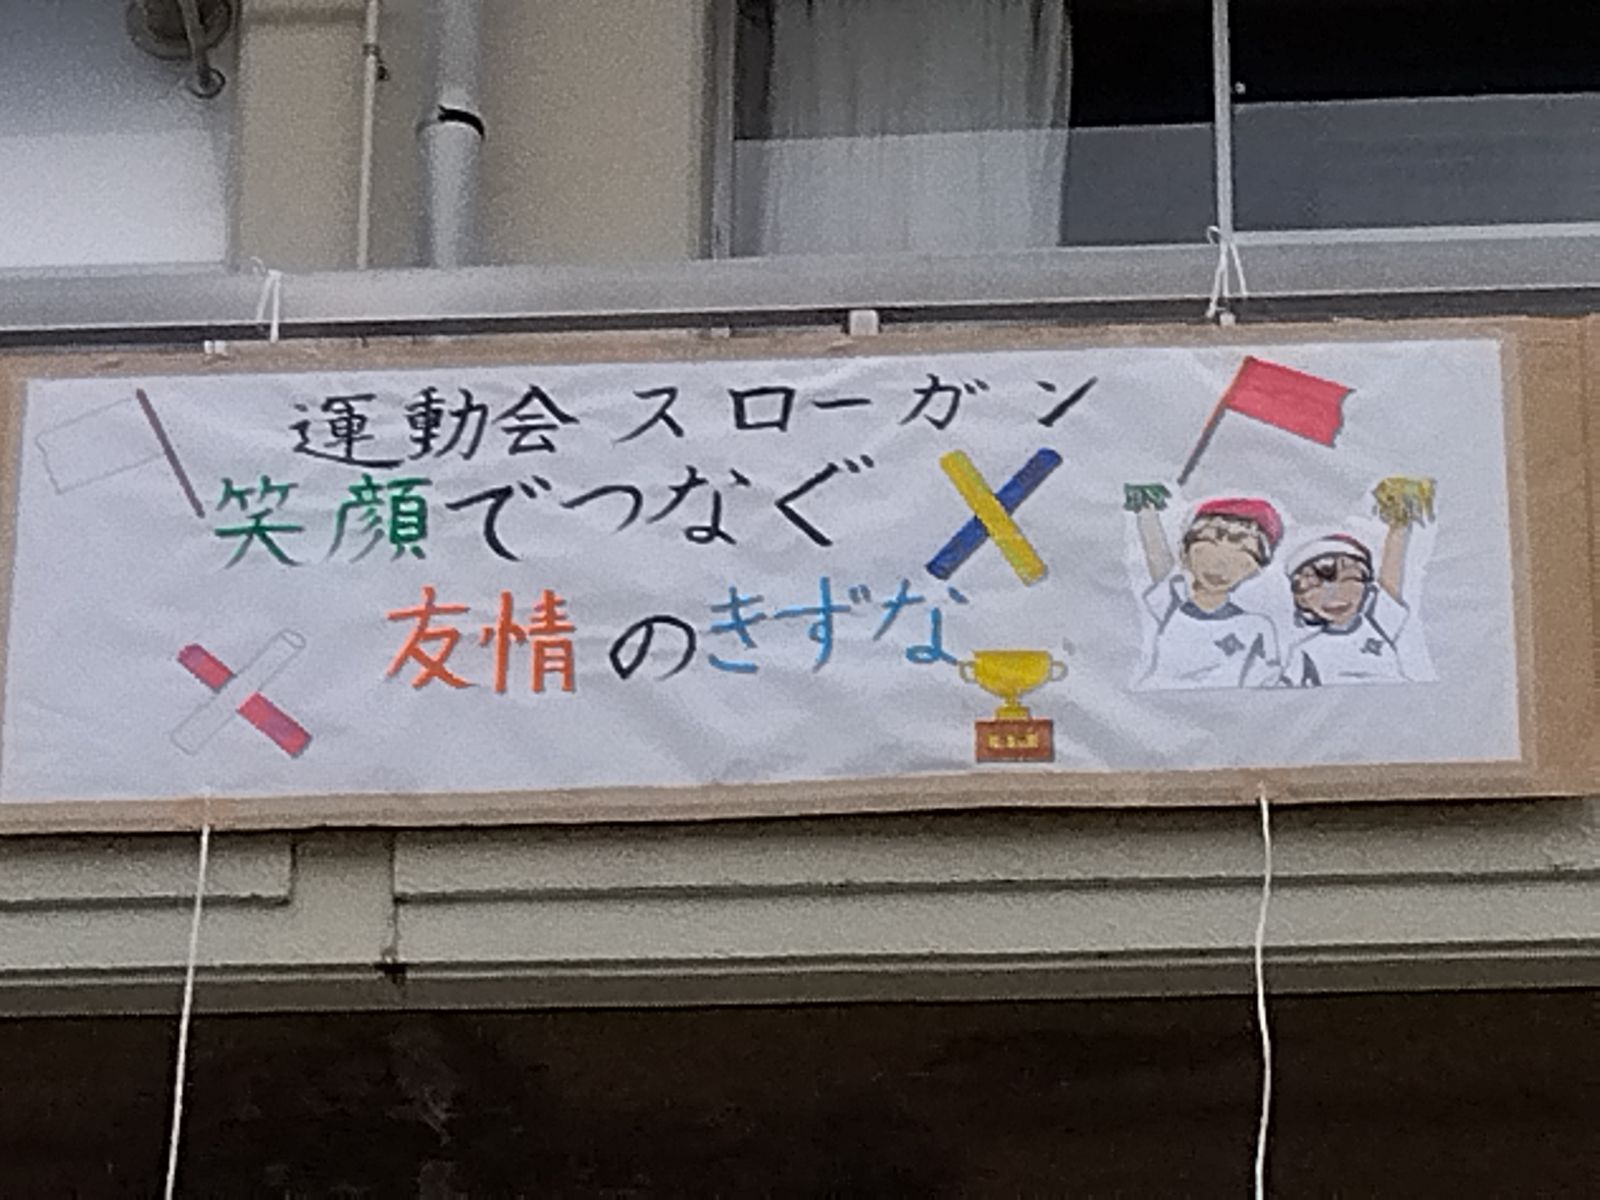 運動会 スローガン
笑顔でつなぐ
友情のきずな